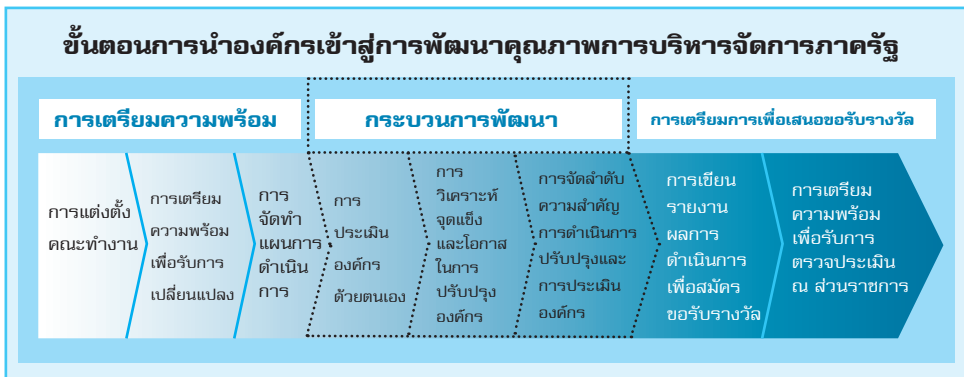 ขั้นตอนการนำองค์กรเข้าสู่การพัฒนาคุณภาพการบริหารจัดการภาครัฐ
การเตรียมความพร้อม
กระบวนการพัฒนา
การเตรียมการเพื่อเสนอขอรับรางวัล
การแต่งตั้ง
คณะทำงาน
การเตรียม
ความพร้อม
เพื่อรับการ
เปลี่ยนแปลง
การ
จัดทำ
แผนการ
ดำเนิน
การ
การ
ประเมิน
องค์กร
ด้วยตนเอง
การ
วิเคราะห์
จุดแข็ง
และโอกาส
ในการ
ปรับปรุง
องค์กร
การจัดลำดับ
ความสำคัญ
การดำเนินการ
ปรับปรุงและ
การประเมิน
องค์กร
การเขียน
รายงาน
ผลการ
ดำเนินการ
เพื่อสมัคร
ขอรับรางวัล
การเตรียม
ความพร้อม
เพื่อรับการ
ตรวจประเมิน
ณ ส่วนราชการ